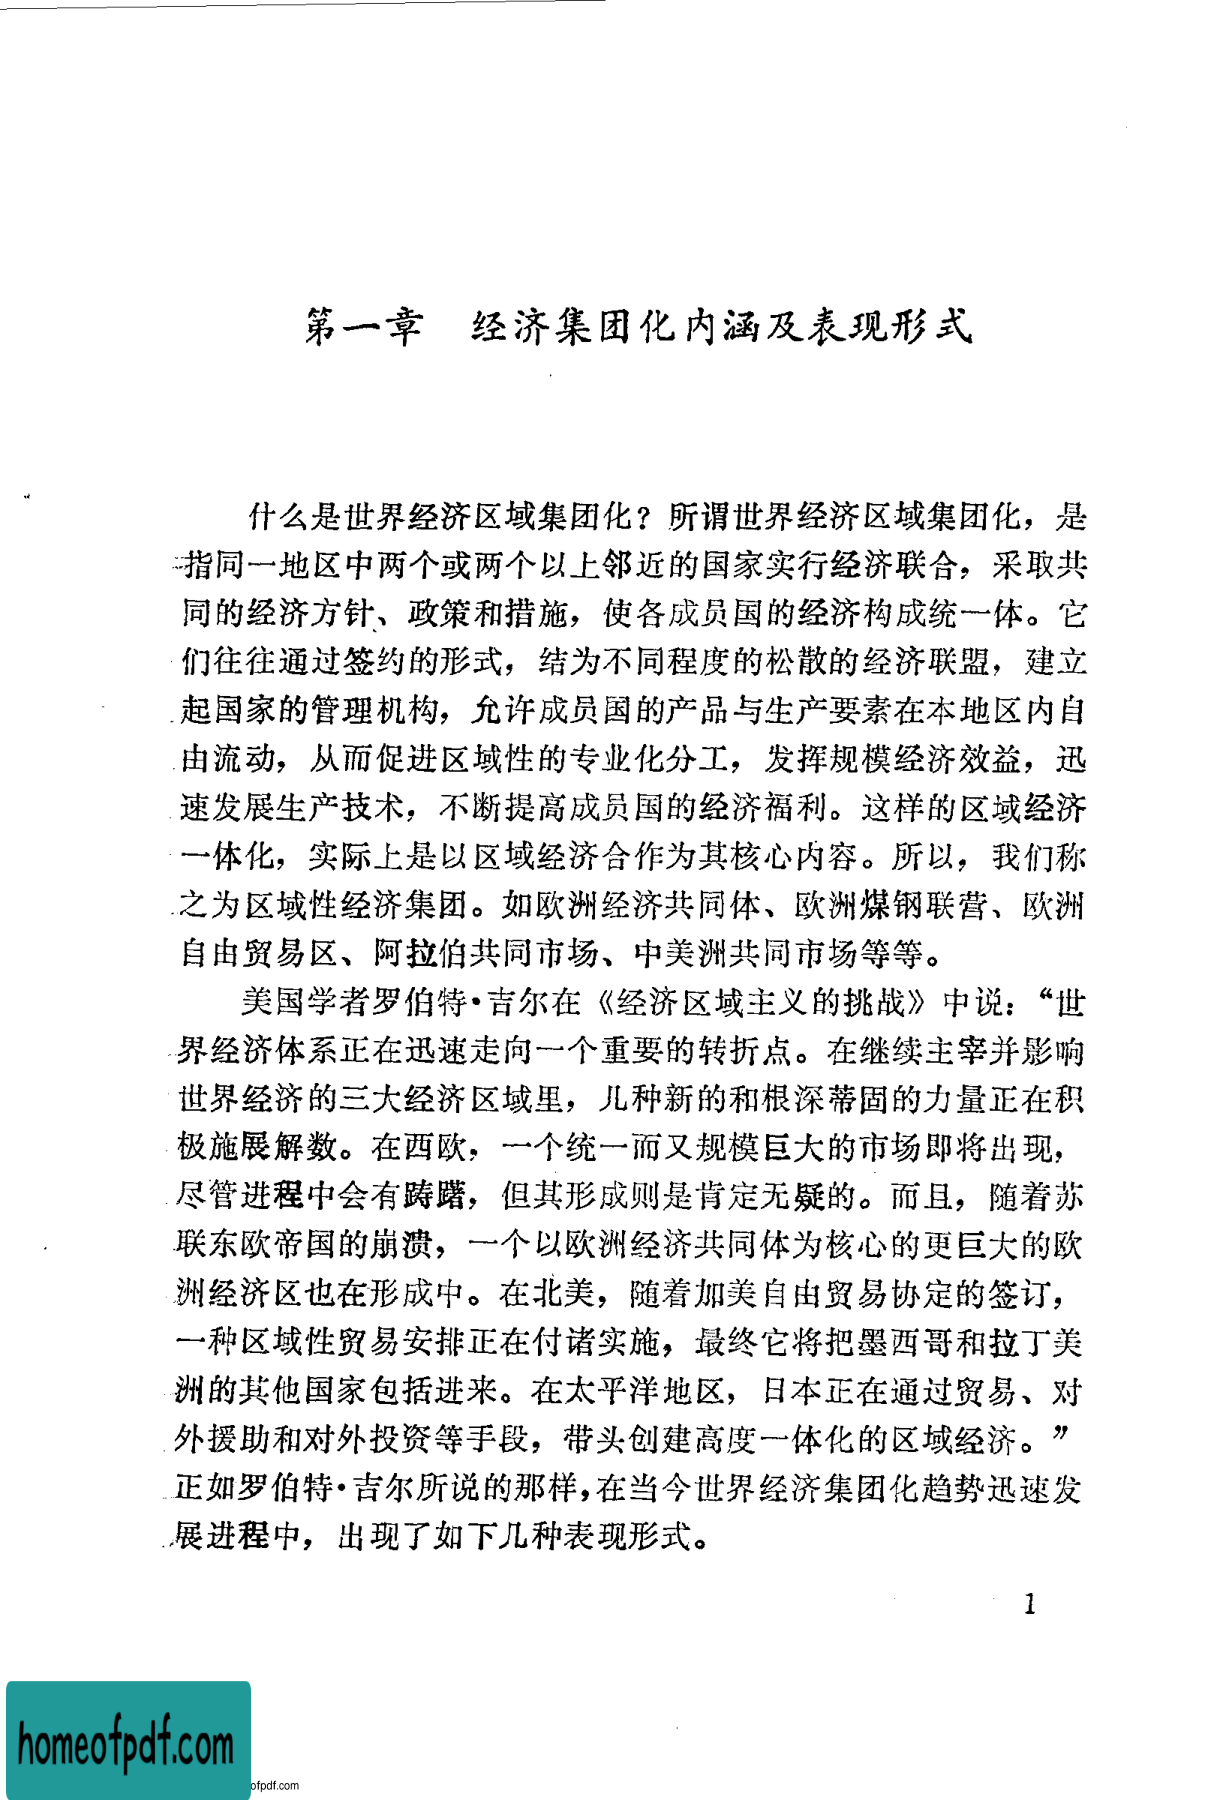 第一章　经济集团化内涵及表现形式
什么是世界经济区域集团化？所谓世界经济区域集团化，是
指同一地区中两个或两个以上邻近的国家实行经济联合，采取共
同的经济方针、政策和措施，使各成员国的经济构成统一体。它
们往往通过签约的形式，结为不同程度的松散的经济联盟，建立
起国家的管理机构，允许成员国的产品与生产要素在本地区内自
由流动，从而促进区域性的专业化分工，发挥规模经济效益，迅
速发展生产技术，不断提高成员国的经济福利。这样的区域经济
一体化，实际上是以区域经济合作为其核心内容。所以，我们称
之为区域性经济集团。如欧洲经济共同体、欧洲煤钢联营、欧洲
自由贸易区、阿拉伯共同市场、中美洲共同市场等等。
美国学者罗伯特·吉尔在《经济区域主义的挑战》中说：“世
界经济体系正在迅速走向一个重要的转折点。在继续主宰并影响
世界经济的三大经济区域里，几种新的和根深蒂固的力量正在积
极施展解数。在西欧，一个统一而又规模巨大的市场即将出现，
尽管进程中会有踌躇，但其形成则是肯定无疑的。而且，随着苏
联东欧帝国的崩溃，一个以欧洲经济共同体为核心的更巨大的欧
洲经济区也在形成中。在北美，随着加美自由贸易协定的签订，
一种区域性贸易安排正在付诸实施，最终它将把墨西哥和拉丁美
洲的其他国家包括进来。在太平洋地区，日本正在通过贸易、对
外援助和对外投资等手段，带头创建高度一体化的区域经济。”
正如罗伯特·吉尔所说的那样，在当今世界经济集团化趋势迅速发
展进程中，出现了如下几种表现形式。
1
homeofpdf.com
ofpdf.com